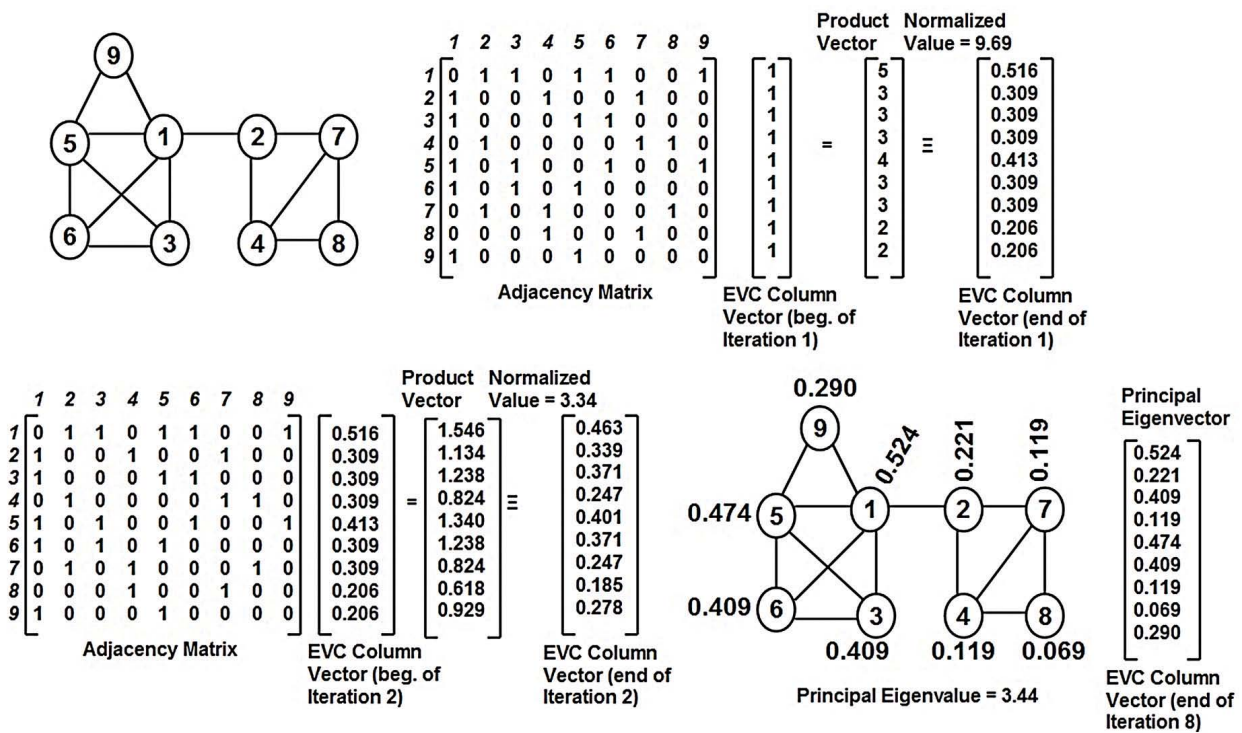 9
5 1 2 7
6 3 4 8
Product Normalized
Vector Value = 9.69
1 2 3 4 5 6 7 8 9
1 0 1 1 0 1 1 0 0 1 1 5 0.516
2 1 0 0 1 0 0 1 0 0 1 3 0.309
3 1 0 0 0 1 1 0 0 0 1 3 0.309
4 0 1 0 0 0 0 1 1 0 1 3 0.309
5 1 0 1 0 0 1 0 0 1 1 = 4 Ξ 0.413
6 1 0 1 0 1 0 0 0 0 1 3 0.309
7 0 1 0 1 0 0 0 1 0 1 3 0.309
8 0 0 0 1 0 0 1 0 0 1 2 0.206
9 1 0 0 0 1 0 0 0 0 1 2 0.206
Adjacency Matrix
EVC Column
Vector (beg. of
Iteration 1)
EVC Column
Vector (end of
Iteration 1)
Product Normalized
Vector Value = 3.34
1 2 3 4 5 6 7 8 9
1 0 1 1 0 1 1 0 0 1 0.516 1.546 0.463
2 1 0 0 1 0 0 1 0 0 0.309 1.134 0.339
3 1 0 0 0 1 1 0 0 0 0.309 1.238 0.371
4 0 1 0 0 0 0 1 1 0 0.309 = 0.824 Ξ 0.247
5 1 0 1 0 0 1 0 0 1 0.413 1.340 0.401
6 1 0 1 0 1 0 0 0 0 0.309 1.238 0.371
7 0 1 0 1 0 0 0 1 0 0.309 0.824 0.247
8 0 0 0 1 0 0 1 0 0 0.206 0.618 0.185
9 1 0 0 0 1 0 0 0 0 0.206 0.929 0.278
Adjacency Matrix
EVC Column
Vector (beg. of
Iteration 2)
EVC Column
Vector (end of
Iteration 2)
0.290
9
0.524 0.221 0.119
0.474 5 1 2 7
0.409 6 3 4 8
0.409 0.119 0.069
Principal Eigenvalue = 3.44
Principal
Eigenvector
0.524
0.221
0.409
0.119
0.474
0.409
0.119
0.069
0.290
EVC Column
Vector (end of
Iteration 8)